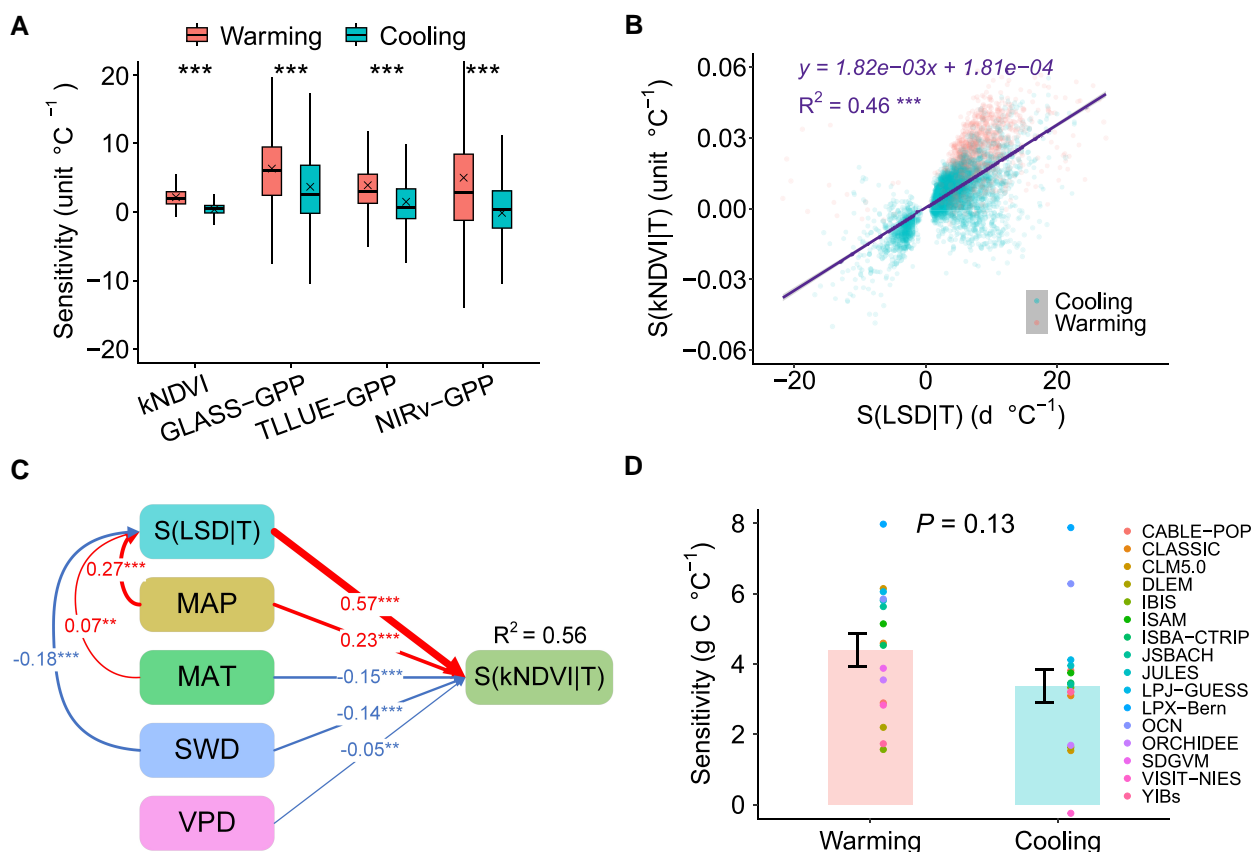 A
Warming Cooling
Sensitivity (unit °C ⁻¹)
20
10
0
−10
−20
*** *** *** ***
kNDVI
GLASS−GPP
TLLUE−GPP
NIRv−GPP
B
y = 1.82e−03x + 1.81e−04
R² = 0.46 ***
S(kNDVI|T) (unit °C⁻¹)
0.06
0.03
0.00
−0.03
−0.06
Cooling
Warming
−20 0 20
S(LSD|T) (d °C⁻¹)
C
S(LSD|T)
MAP
MAT
SWD
VPD
0.27***
0.07**
-0.18***
0.57***
0.23***
-0.15***
-0.14***
-0.05**
R² = 0.56
S(kNDVI|T)
D
P = 0.13
Sensitivity (g C °C⁻¹)
8
6
4
2
0
Warming Cooling
CABLE−POP
CLASSIC
CLM5.0
DLEM
IBIS
ISAM
ISBA−CTRIP
JSBACH
JULES
LPJ−GUESS
LPX−Bern
OCN
ORCHIDEE
SDGVM
VISIT−NIES
YIBs